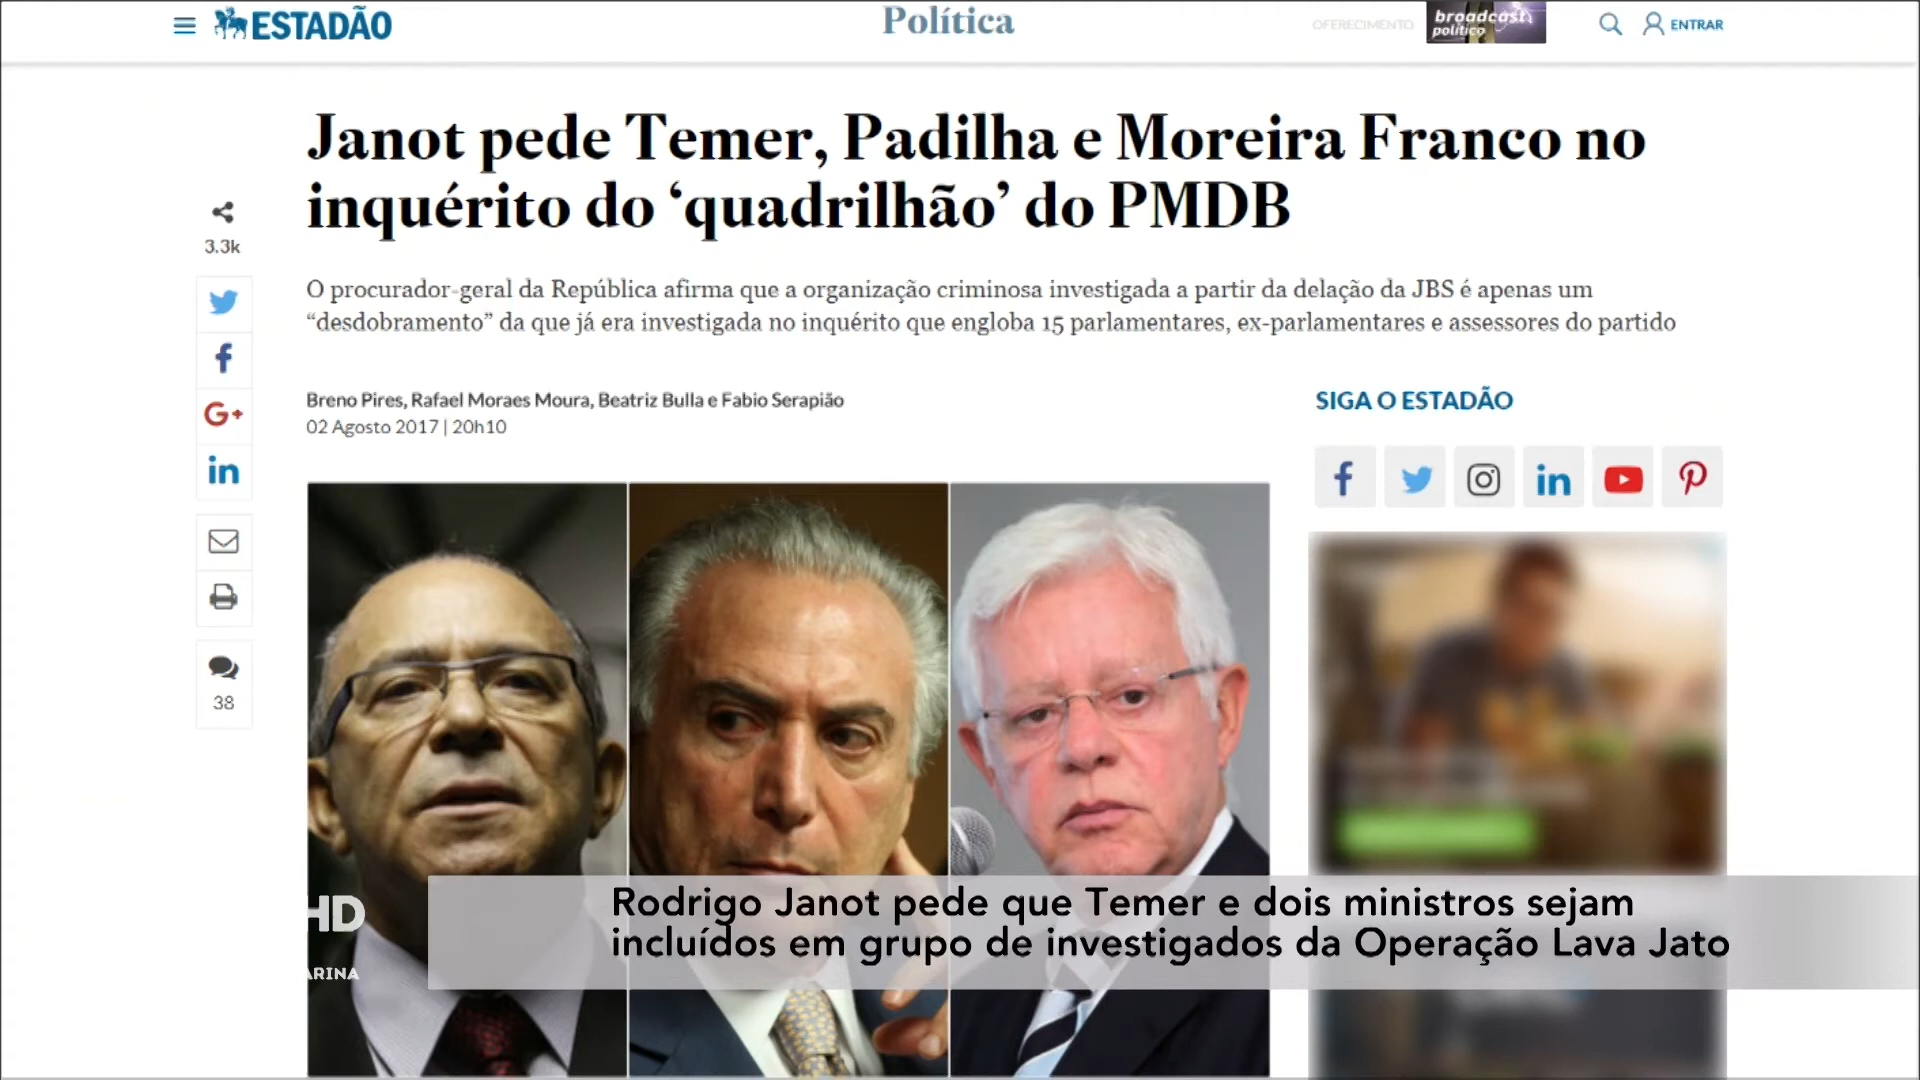 ESTADÃO
Política
OFERECIMENTO
broadcast
político
ENTRAR
Janot pede Temer, Padilha e Moreira Franco no
inquérito do ‘quadrilhão’ do PMDB
3.3k
O procurador-geral da República afirma que a organização criminosa investigada a partir da delação da JBS é apenas um
“desdobramento” da que já era investigada no inquérito que engloba 15 parlamentares, ex-parlamentares e assessores do partido
Breno Pires, Rafael Moraes Moura, Beatriz Bulla e Fabio Serapião
02 Agosto 2017 | 20h10
SIGA O ESTADÃO
38
HD
ARINA
Rodrigo Janot pede que Temer e dois ministros sejam
incluídos em grupo de investigados da Operação Lava Jato